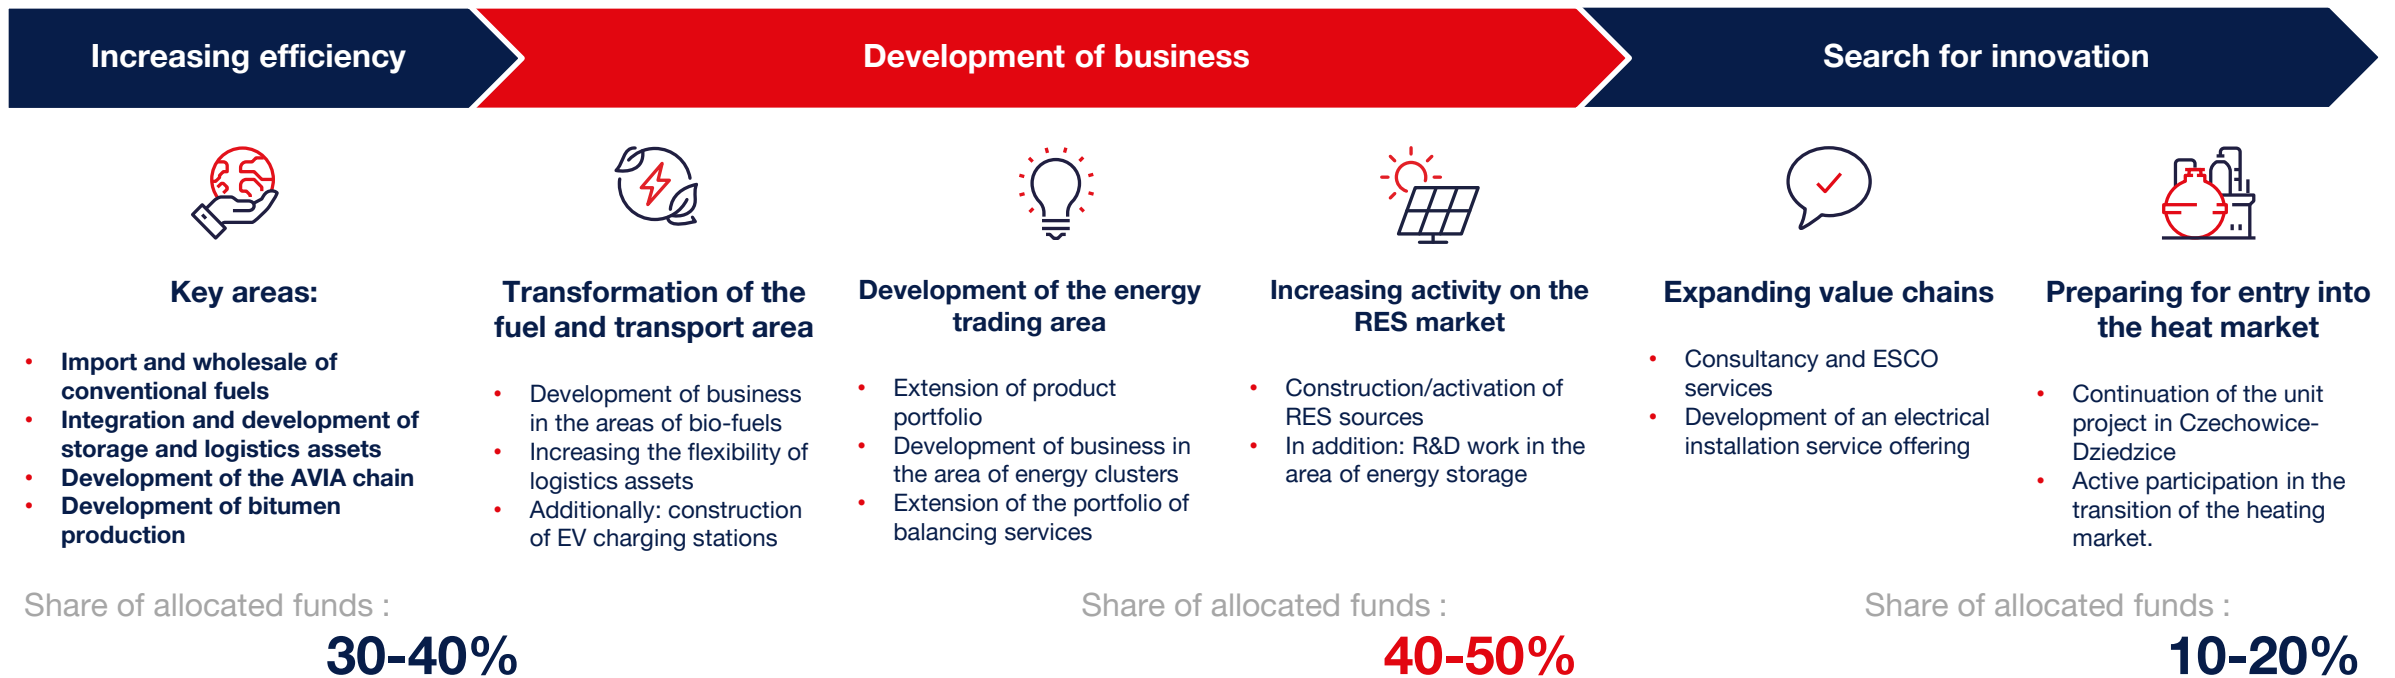 Increasing efficiency
Development of business
Search for innovation
Key areas:
• Import and wholesale of
conventional fuels
• Integration and development of
storage and logistics assets
• Development of the AVIA chain
• Development of bitumen
production
Transformation of the
fuel and transport area
• Development of business
in the areas of bio-fuels
• Increasing the flexibility of
logistics assets
• Additionally: construction
of EV charging stations
Development of the energy
trading area
• Extension of product
portfolio
• Development of business in
the area of energy clusters
• Extension of the portfolio of
balancing services
Increasing activity on the
RES market
• Construction/activation of
RES sources
• In addition: R&D work in the
area of energy storage
Expanding value chains
• Consultancy and ESCO
services
• Development of an electrical
installation service offering
Preparing for entry into
the heat market
• Continuation of the unit
project in Czechowice-
Dziedzice
• Active participation in the
transition of the heating
market.
Share of allocated funds :
30-40%
Share of allocated funds :
40-50%
Share of allocated funds :
10-20%